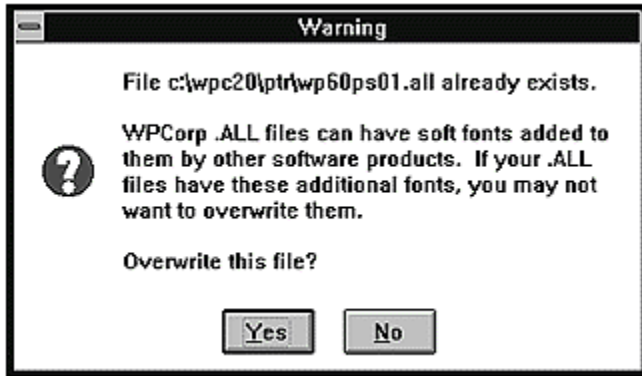 Warning
File c:\wpc20\ptr\wp60ps01.all already exists.
WPCorp .ALL files can have soft fonts added to
them by other software products.  If your .ALL
files have these additional fonts, you may not
want to overwrite them.
Overwrite this file?
Yes
No